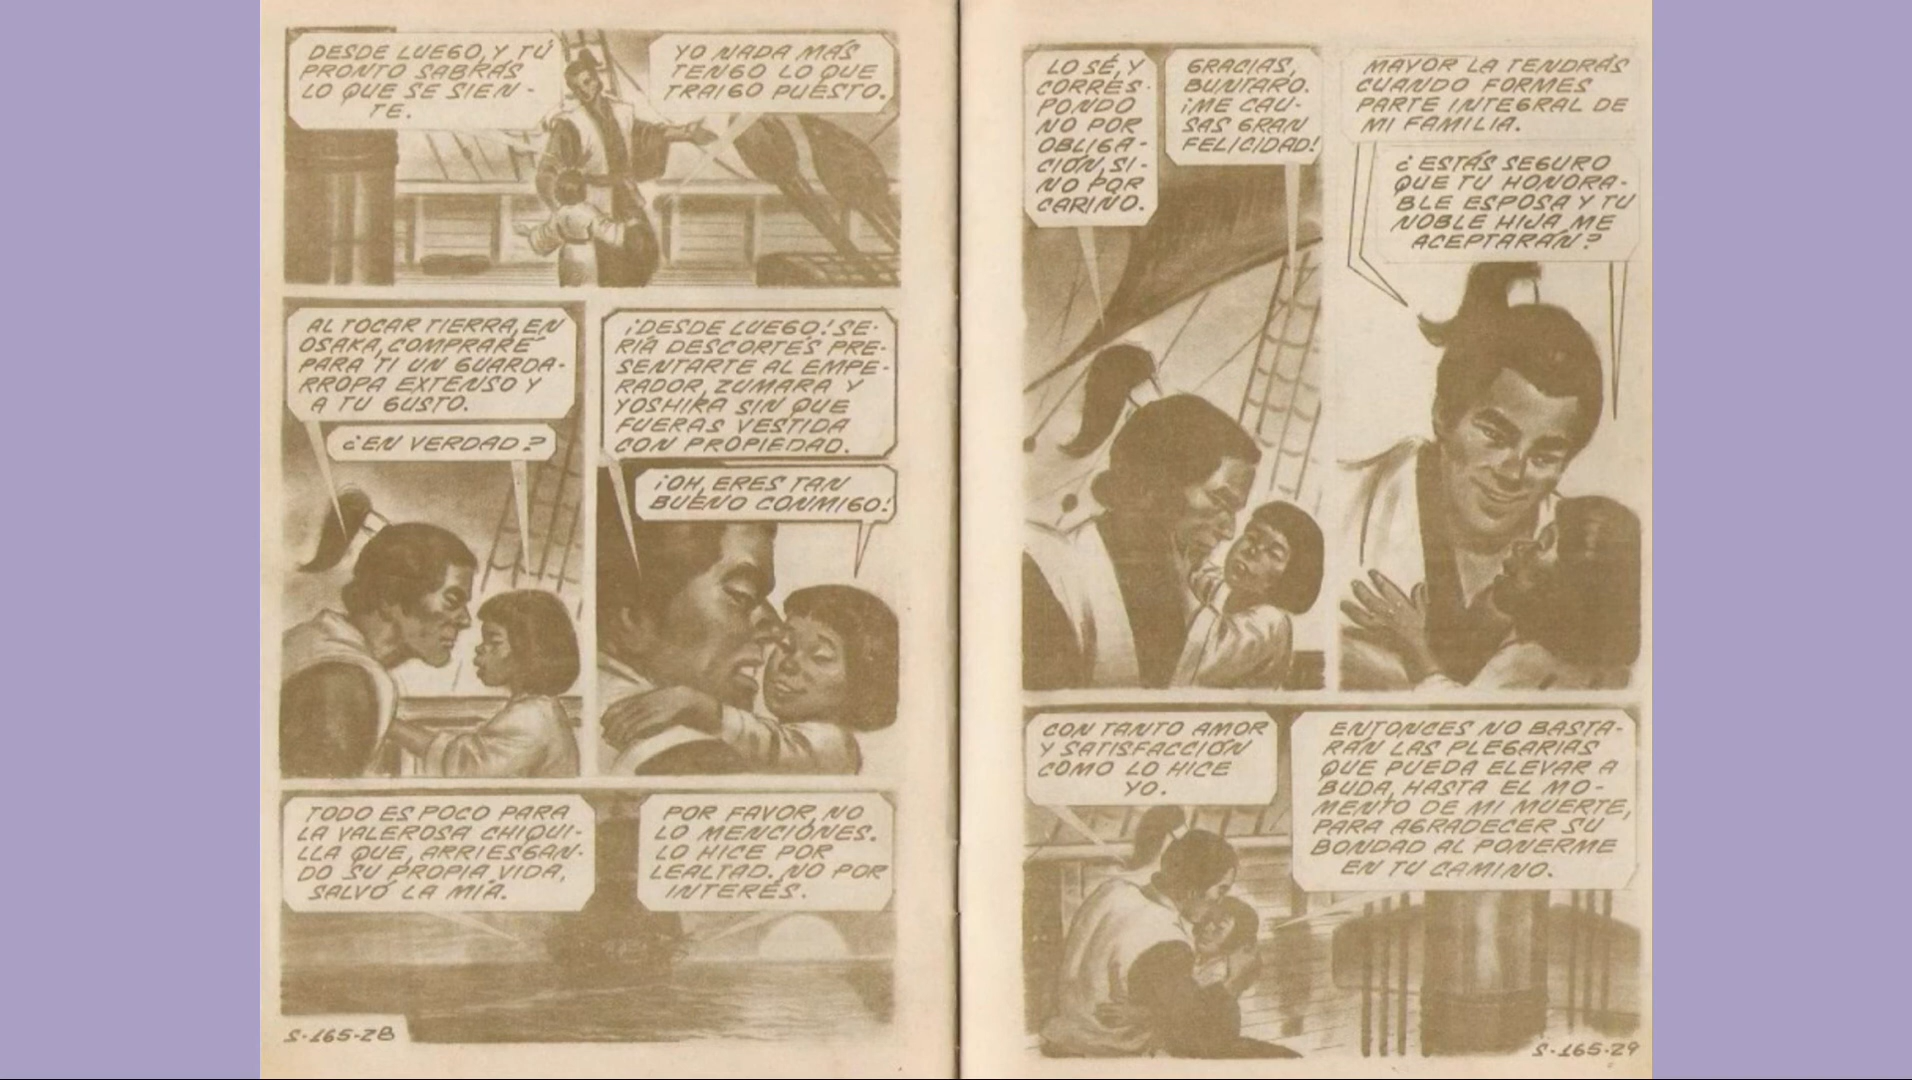 DESDE LUEGO, Y TÚ
PRONTO SABRÁS
LO QUE SE SIEN-
TE.
YO NADA MÁS
TENGO LO QUE
TRAIGO PUESTO.
AL TOCAR TIERRA, EN
OSAKA, COMPRARÉ
PARA TI UN GUARDA-
RROPA EXTENSO Y
A TU GUSTO.
¿EN VERDAD?
¡DESDE LUEGO! SE-
RÍA DESCORTÉS PRE-
SENTARTE AL EMPE-
RADOR, ZUMARA Y
YOSHIRA SIN QUE
FUERAS VESTIDA
CON PROPIEDAD.
¡OH, ERES TAN
BUENO CONMIGO!
TODO ES POCO PARA
LA VALEROSA CHIQUI-
LLA QUE, ARRIESGAN-
DO SU PROPIA VIDA,
SALVÓ LA MÍA.
POR FAVOR, NO
LO MENCIONES.
LO HICE POR
LEALTAD. NO POR
INTERÉS.
S-165-28
LO SÉ, Y
CORRES-
PONDO
NO POR
OBLIGA-
CIÓN, SI-
NO POR
CARIÑO.
GRACIAS,
BUNTARO.
¡ME CAU-
SAS GRAN
FELICIDAD!
MAYOR LA TENDRÁS
CUANDO FORMES
PARTE INTEGRAL DE
MI FAMILIA.
¿ESTÁS SEGURO
QUE TU HONORA-
BLE ESPOSA Y TU
NOBLE HIJA ME
ACEPTARÁN?
CON TANTO AMOR
Y SATISFACCIÓN
COMO LO HICE
YO.
ENTONCES NO BASTA-
RÁN LAS PLEGARIAS
QUE PUEDA ELEVAR A
BUDA, HASTA EL MO-
MENTO DE MI MUERTE,
PARA AGRADECER SU
BONDAD AL PONERME
EN TU CAMINO.
S-165-29